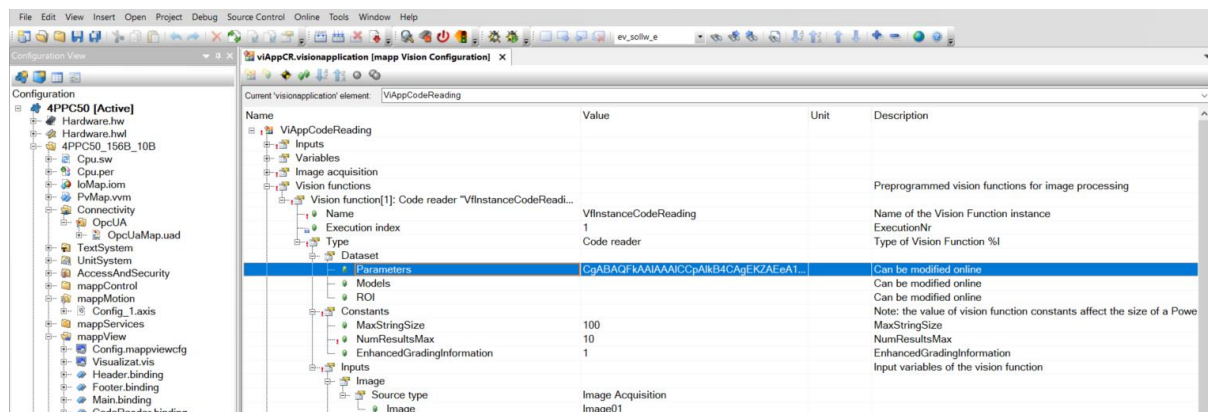 File Edit View Insert Open Project Debug Source Control Online Tools Window Help
ev_sollw_e
Configuration View
viAppCR.visionapplication [mapp Vision Configuration] X
Configuration
4PPC50 [Active]
Hardware.hw
Hardware.hwl
4PPC50_156B_10B
Cpu.sw
Cpu.per
IoMap.iom
PvMap.vvm
Connectivity
OpcUA
OpcUaMap.uad
TextSystem
UnitSystem
AccessAndSecurity
mappControl
mappMotion
Config_1.axis
mappServices
mappView
Config.mappviewcfg
Visualizat.vis
Header.binding
Footer.binding
Main.binding
CodeReader.binding
Current 'visionapplication' element: ViAppCodeReading
Name Value Unit Description
ViAppCodeReading
Inputs
Variables
Image acquisition
Vision functions Preprogrammed vision functions for image processing
Vision function[1]: Code reader "VfInstanceCodeReadi...
Name VfInstanceCodeReading Name of the Vision Function instance
Execution index 1 ExecutionNr
Type Code reader Type of Vision Function %I
Dataset
Parameters CgABAQFkAAIAAAICCpAIkB4CAgEKZAEeA1... Can be modified online
Models Can be modified online
ROI Can be modified online
Constants Note: the value of vision function constants affect the size of a Powe
MaxStringSize 100 MaxStringSize
NumResultsMax 10 NumResultsMax
EnhancedGradingInformation 1 EnhancedGradingInformation
Inputs Input variables of the vision function
Image
Source type Image Acquisition
Image Image01